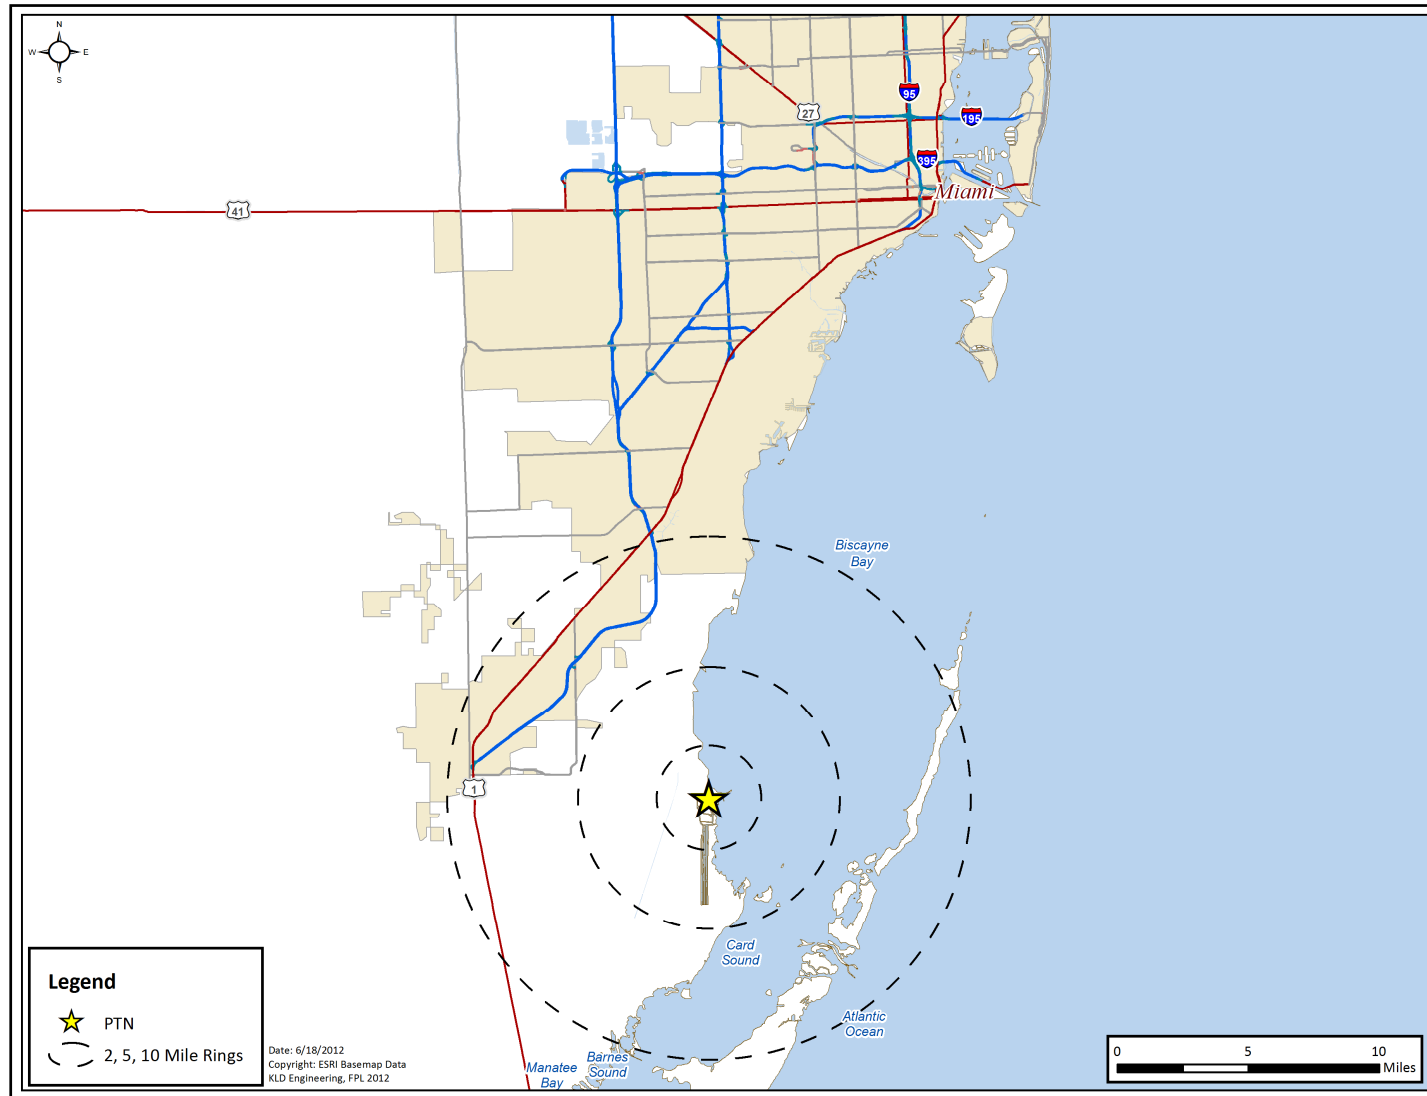 N
W E
S
95
27
195
395
Miami
41
Biscayne
Bay
1
Card
Sound
Atlantic
Ocean
Barnes
Sound
Manatee
Bay
Legend
PTN
2, 5, 10 Mile Rings
Date: 6/18/2012
Copyright: ESRI Basemap Data
KLD Engineering, FPL 2012
0 5 10
Miles